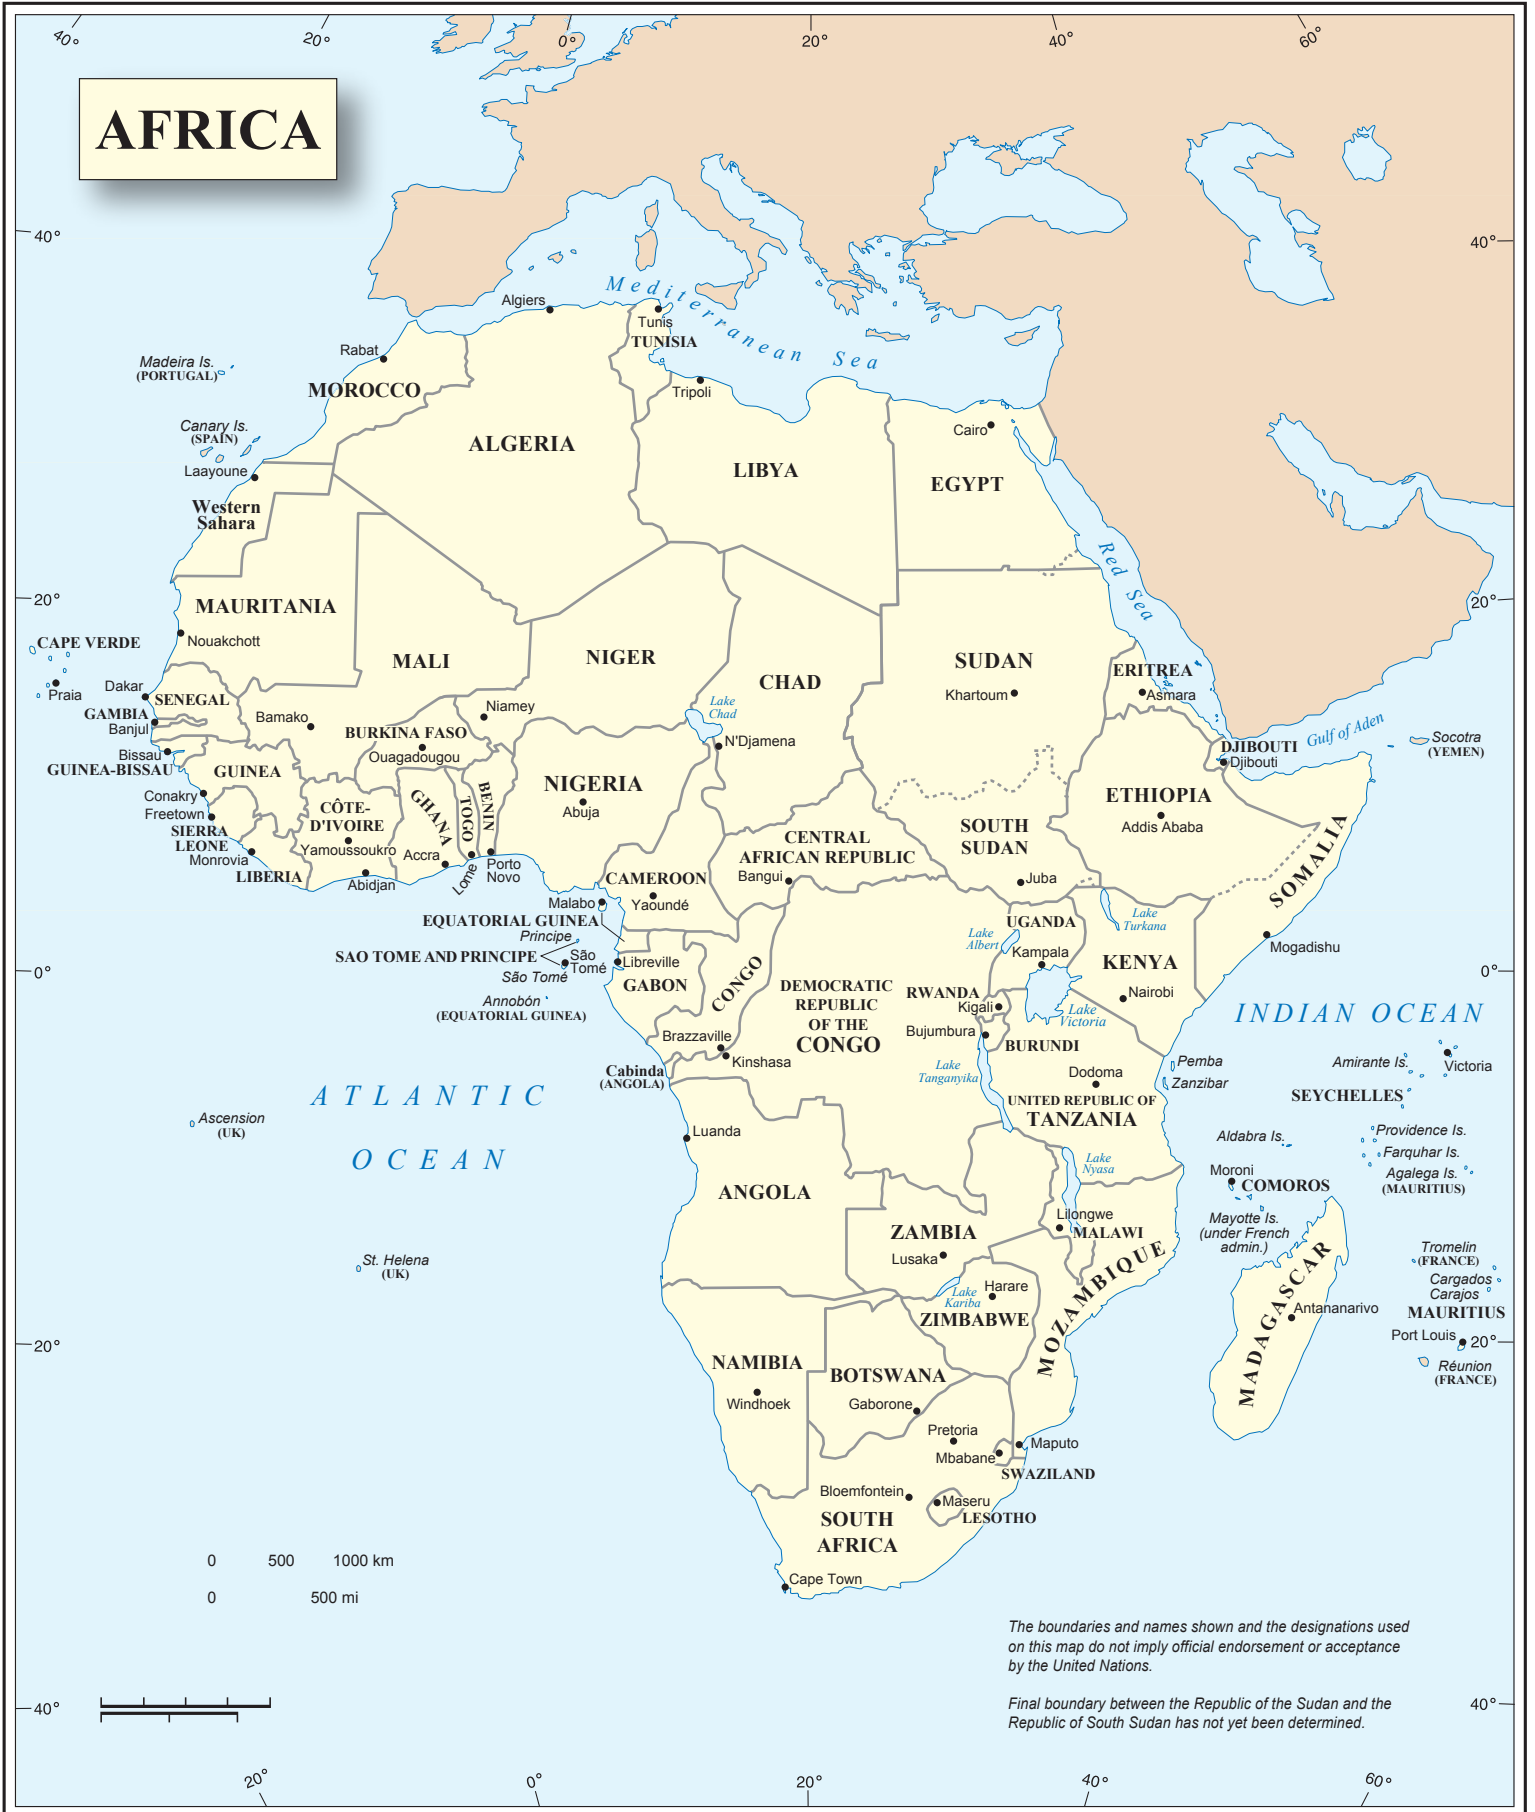 40°
20°
0°
20°
40°
60°
AFRICA
40°
40°
Mediterranean Sea
Algiers
Tunis
TUNISIA
Rabat
Madeira Is.
(PORTUGAL)
MOROCCO
Tripoli
Canary Is.
(SPAIN)
Cairo
ALGERIA
LIBYA
EGYPT
Laayoune
Western
Sahara
Red Sea
20°
20°
MAURITANIA
Nouakchott
CAPE VERDE
Praia
MALI
NIGER
CHAD
SUDAN
Khartoum
ERITREA
Asmara
Dakar
SENEGAL
GAMBIA
Banjul
Bamako
Niamey
Lake
Chad
N'Djamena
BURKINA FASO
Ouagadougou
Bissau
GUINEA-BISSAU
GUINEA
Gulf of Aden
Socotra
(YEMEN)
DJIBOUTI
Djibouti
NIGERIA
Abuja
BENIN
TOGO
GHANA
Conakry
Freetown
SIERRA
LEONE
Monrovia
LIBERIA
CÔTE-
D'IVOIRE
Yamoussoukro
Abidjan
Accra
Lome
Porto
Novo
ETHIOPIA
Addis Ababa
SOMALIA
CENTRAL
AFRICAN REPUBLIC
Bangui
SOUTH
SUDAN
Juba
CAMEROON
Yaoundé
Malabo
EQUATORIAL GUINEA
Principe
SAO TOME AND PRINCIPE
São
Tomé
São Tomé
Libreville
GABON
CONGO
Annobón
(EQUATORIAL GUINEA)
UGANDA
Lake
Albert
Kampala
Lake
Turkana
KENYA
Nairobi
Mogadishu
0°
0°
DEMOCRATIC
REPUBLIC
OF THE
CONGO
RWANDA
Kigali
Bujumbura
BURUNDI
Lake
Victoria
Lake
Tanganyika
INDIAN OCEAN
Brazzaville
Kinshasa
Cabinda
(ANGOLA)
Dodoma
UNITED REPUBLIC OF
TANZANIA
Pemba
Zanzibar
Amirante Is.
Victoria
SEYCHELLES
ATLANTIC
OCEAN
Ascension
(UK)
Luanda
ANGOLA
Providence Is.
Aldabra Is.
Farquhar Is.
Agalega Is.
(MAURITIUS)
Lake
Nyasa
Moroni
COMOROS
Mayotte Is.
(under French
admin.)
ZAMBIA
Lusaka
Lilongwe
MALAWI
MOZAMBIQUE
St. Helena
(UK)
Tromelin
(FRANCE)
Cargados
Carajos
MAURITIUS
Port Louis
Réunion
(FRANCE)
MADAGASCAR
Antananarivo
Harare
Lake
Kariba
ZIMBABWE
20°
20°
NAMIBIA
Windhoek
BOTSWANA
Gaborone
Pretoria
Mbabane
Maputo
SWAZILAND
Bloemfontein
Maseru
LESOTHO
SOUTH
AFRICA
Cape Town
0 500 1000 km
0 500 mi
The boundaries and names shown and the designations used
on this map do not imply official endorsement or acceptance
by the United Nations.
Final boundary between the Republic of the Sudan and the
Republic of South Sudan has not yet been determined.
40°
40°
20°
0°
20°
40°
60°